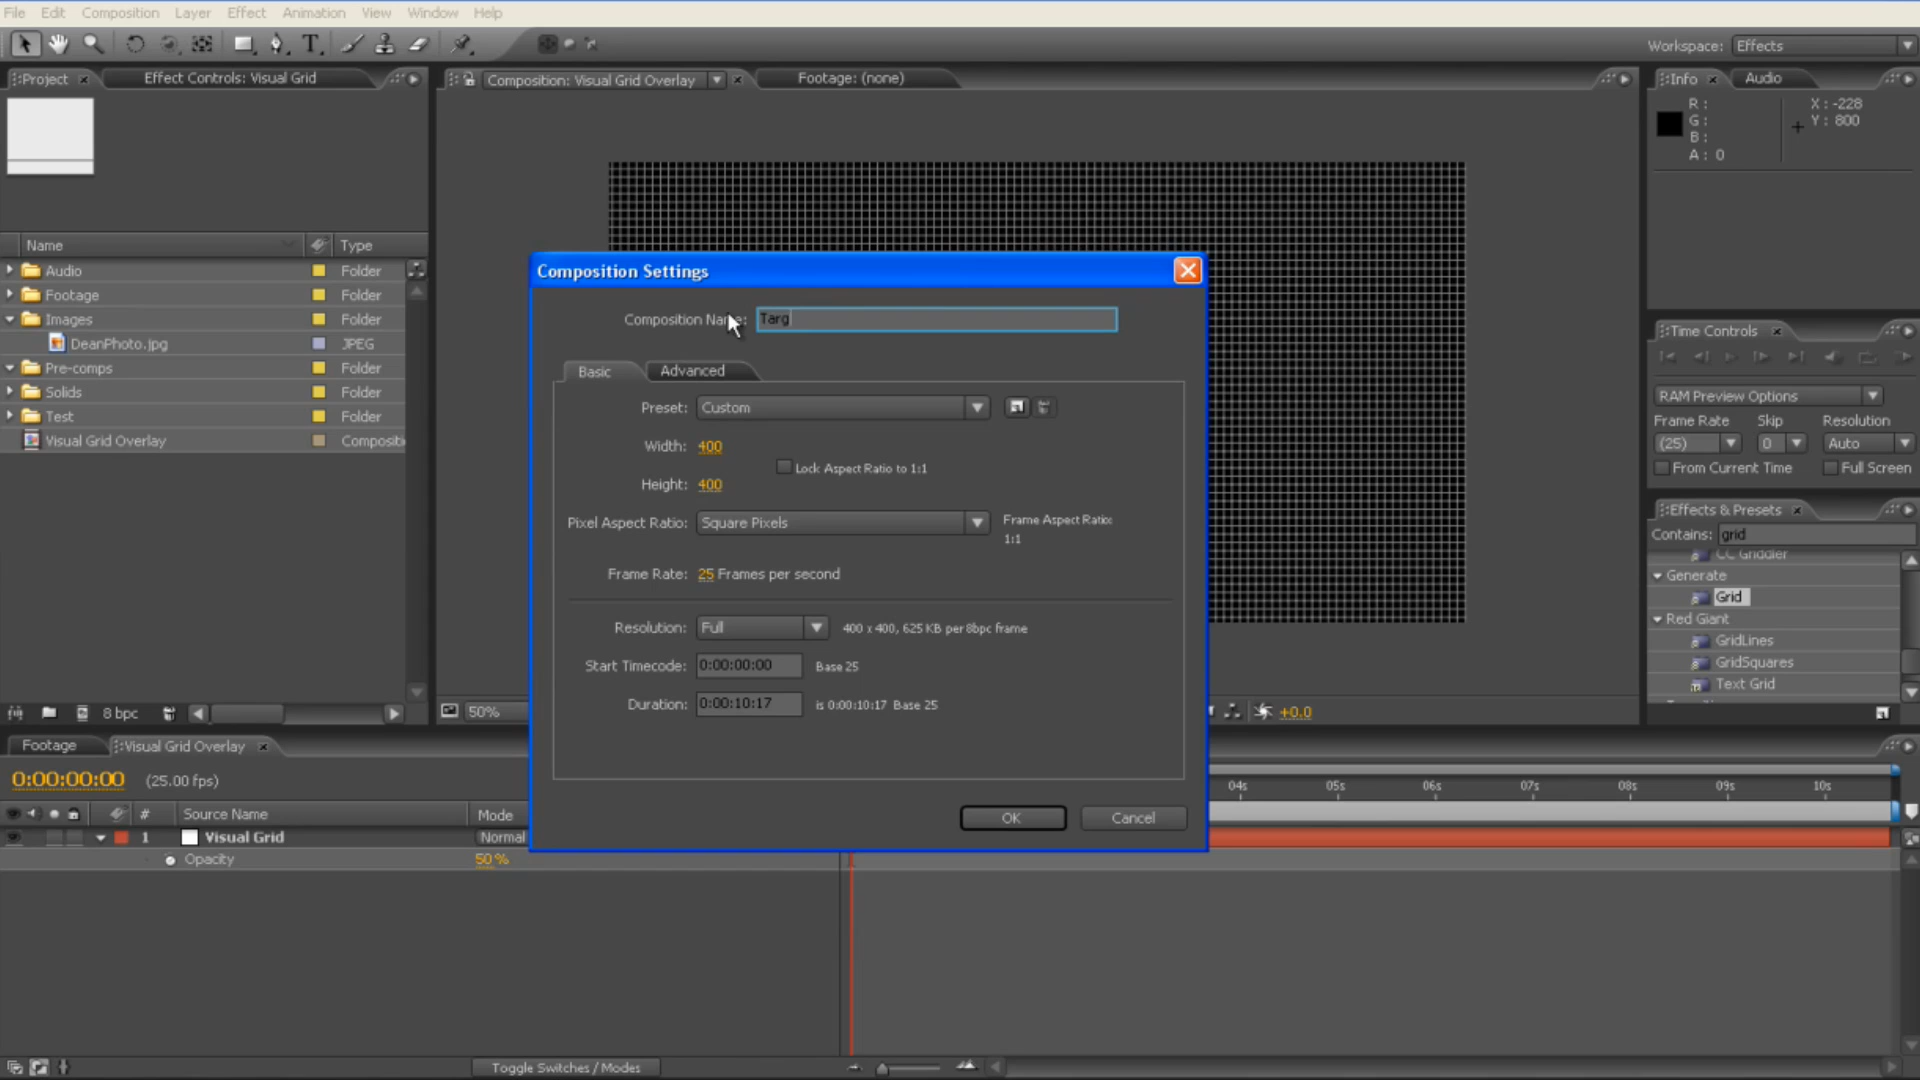 File Edit Composition Layer Effect Animation View Window Help
Workspace: Effects
Project Effect Controls: Visual Grid
Composition: Visual Grid Overlay Footage: (none)
Info Audio
R:
G:
B:
A: 0
X: -228
Y: 800
Name Type
Audio Folder
Footage Folder
Images Folder
DeanPhoto.jpg JPEG
Pre-comps Folder
Solids Folder
Test Folder
Visual Grid Overlay Compositi
8 bpc
50%
+0.0
Composition Settings
Composition Name: Targ
Basic Advanced
Preset: Custom
Width: 400
Lock Aspect Ratio to 1:1
Height: 400
Pixel Aspect Ratio: Square Pixels
Frame Aspect Ratio:
1:1
Frame Rate: 25 Frames per second
Resolution: Full 400 x 400, 625 KB per 8bpc frame
Start Timecode: 0:00:00:00 Base 25
Duration: 0:00:10:17 is 0:00:10:17 Base 25
OK Cancel
Time Controls
RAM Preview Options
Frame Rate Skip Resolution
(25) 0 Auto
From Current Time Full Screen
Effects & Presets
Contains: grid
CC Griddler
Generate
Grid
Red Giant
GridLines
GridSquares
Text Grid
Footage Visual Grid Overlay
0:00:00:00 (25.00 fps)
# Source Name Mode
1 Visual Grid Normal
Opacity 50 %
04s 05s 06s 07s 08s 09s 10s
Toggle Switches / Modes